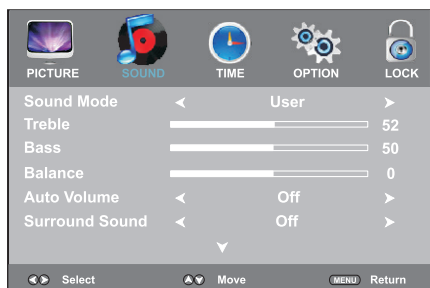 PICTURE SOUND TIME OPTION LOCK
Sound Mode User
Treble 52
Bass 50
Balance 0
Auto Volume Off
Surround Sound Off
Select Move MENU Return